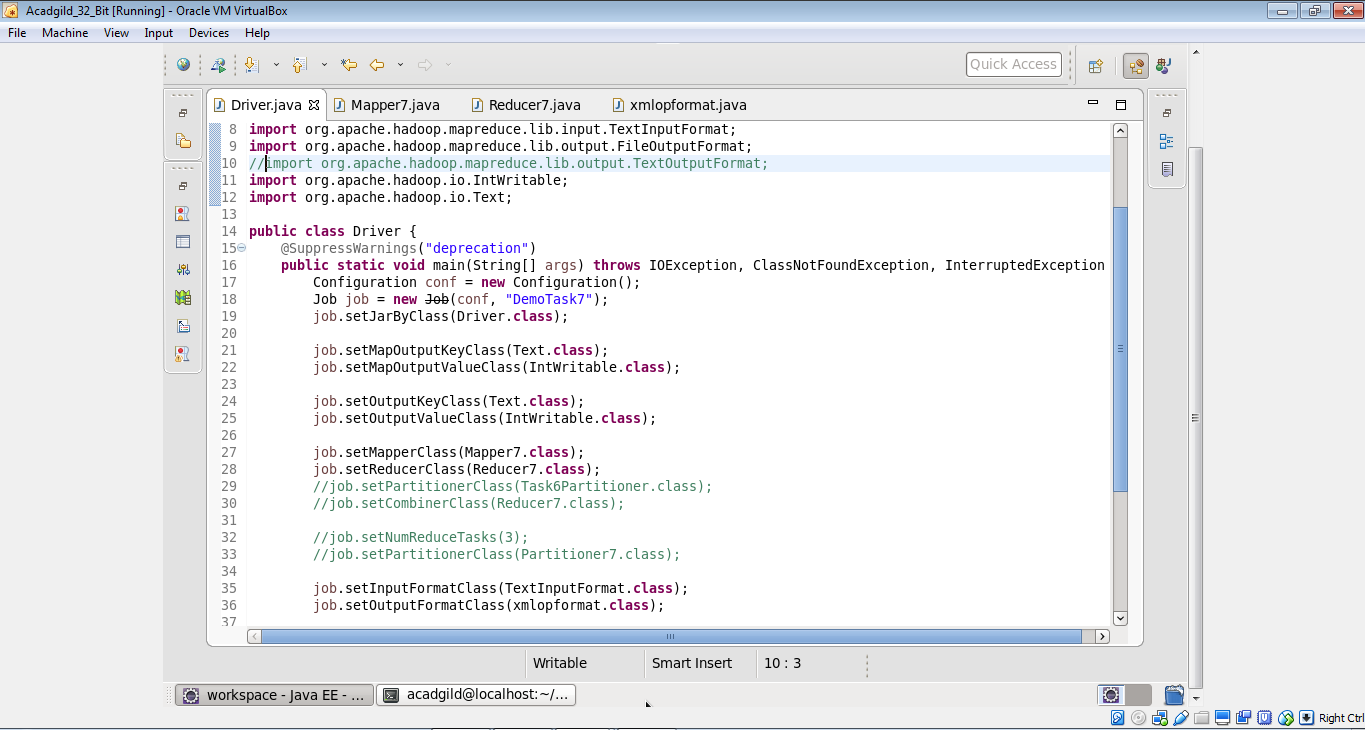 Acadgild_32_Bit [Running] - Oracle VM VirtualBox
File Machine View Input Devices Help
Quick Access
Driver.java Mapper7.java Reducer7.java xmlopformat.java
8 import org.apache.hadoop.mapreduce.lib.input.TextInputFormat;
9 import org.apache.hadoop.mapreduce.lib.output.FileOutputFormat;
10 //import org.apache.hadoop.mapreduce.lib.output.TextOutputFormat;
11 import org.apache.hadoop.io.IntWritable;
12 import org.apache.hadoop.io.Text;
13
14 public class Driver {
15 @SuppressWarnings("deprecation")
16 public static void main(String[] args) throws IOException, ClassNotFoundException, InterruptedException
17 Configuration conf = new Configuration();
18 Job job = new Job(conf, "DemoTask7");
19 job.setJarByClass(Driver.class);
20
21 job.setMapOutputKeyClass(Text.class);
22 job.setMapOutputValueClass(IntWritable.class);
23
24 job.setOutputKeyClass(Text.class);
25 job.setOutputValueClass(IntWritable.class);
26
27 job.setMapperClass(Mapper7.class);
28 job.setReducerClass(Reducer7.class);
29 //job.setPartitionerClass(Task6Partitioner.class);
30 //job.setCombinerClass(Reducer7.class);
31
32 //job.setNumReduceTasks(3);
33 //job.setPartitionerClass(Partitioner7.class);
34
35 job.setInputFormatClass(TextInputFormat.class);
36 job.setOutputFormatClass(xmlopformat.class);
37
Writable Smart Insert 10 : 3
workspace - Java EE - ... acadgild@localhost:~/...
Right Ctrl